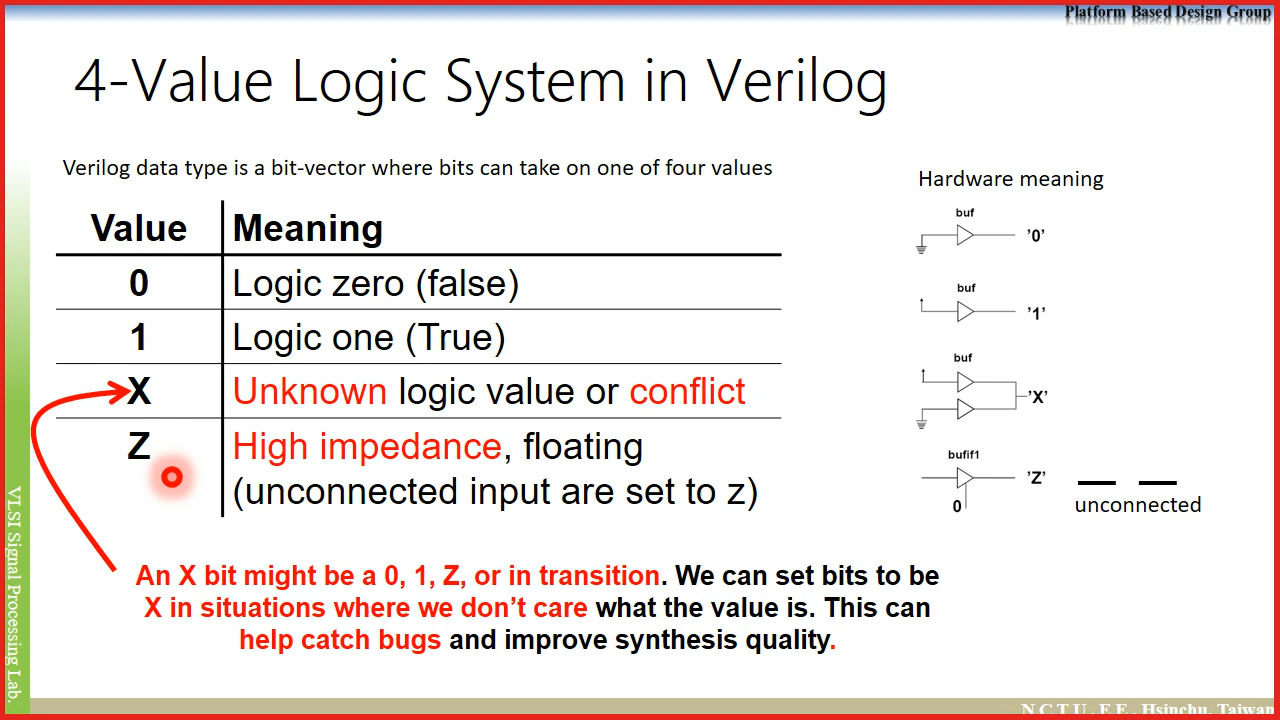 Platform Based Design Group
4-Value Logic System in Verilog
Verilog data type is a bit-vector where bits can take on one of four values
Value Meaning
0 Logic zero (false)
1 Logic one (True)
X Unknown logic value or conflict
Z High impedance, floating
(unconnected input are set to z)
Hardware meaning
buf
'0'
buf
'1'
buf
'X'
bufif1
'Z'
0
unconnected
An X bit might be a 0, 1, Z, or in transition. We can set bits to be
X in situations where we don't care what the value is. This can
help catch bugs and improve synthesis quality.
VLSI Signal Processing Lab.
N C T U . E E , Hsinchu, Taiwan